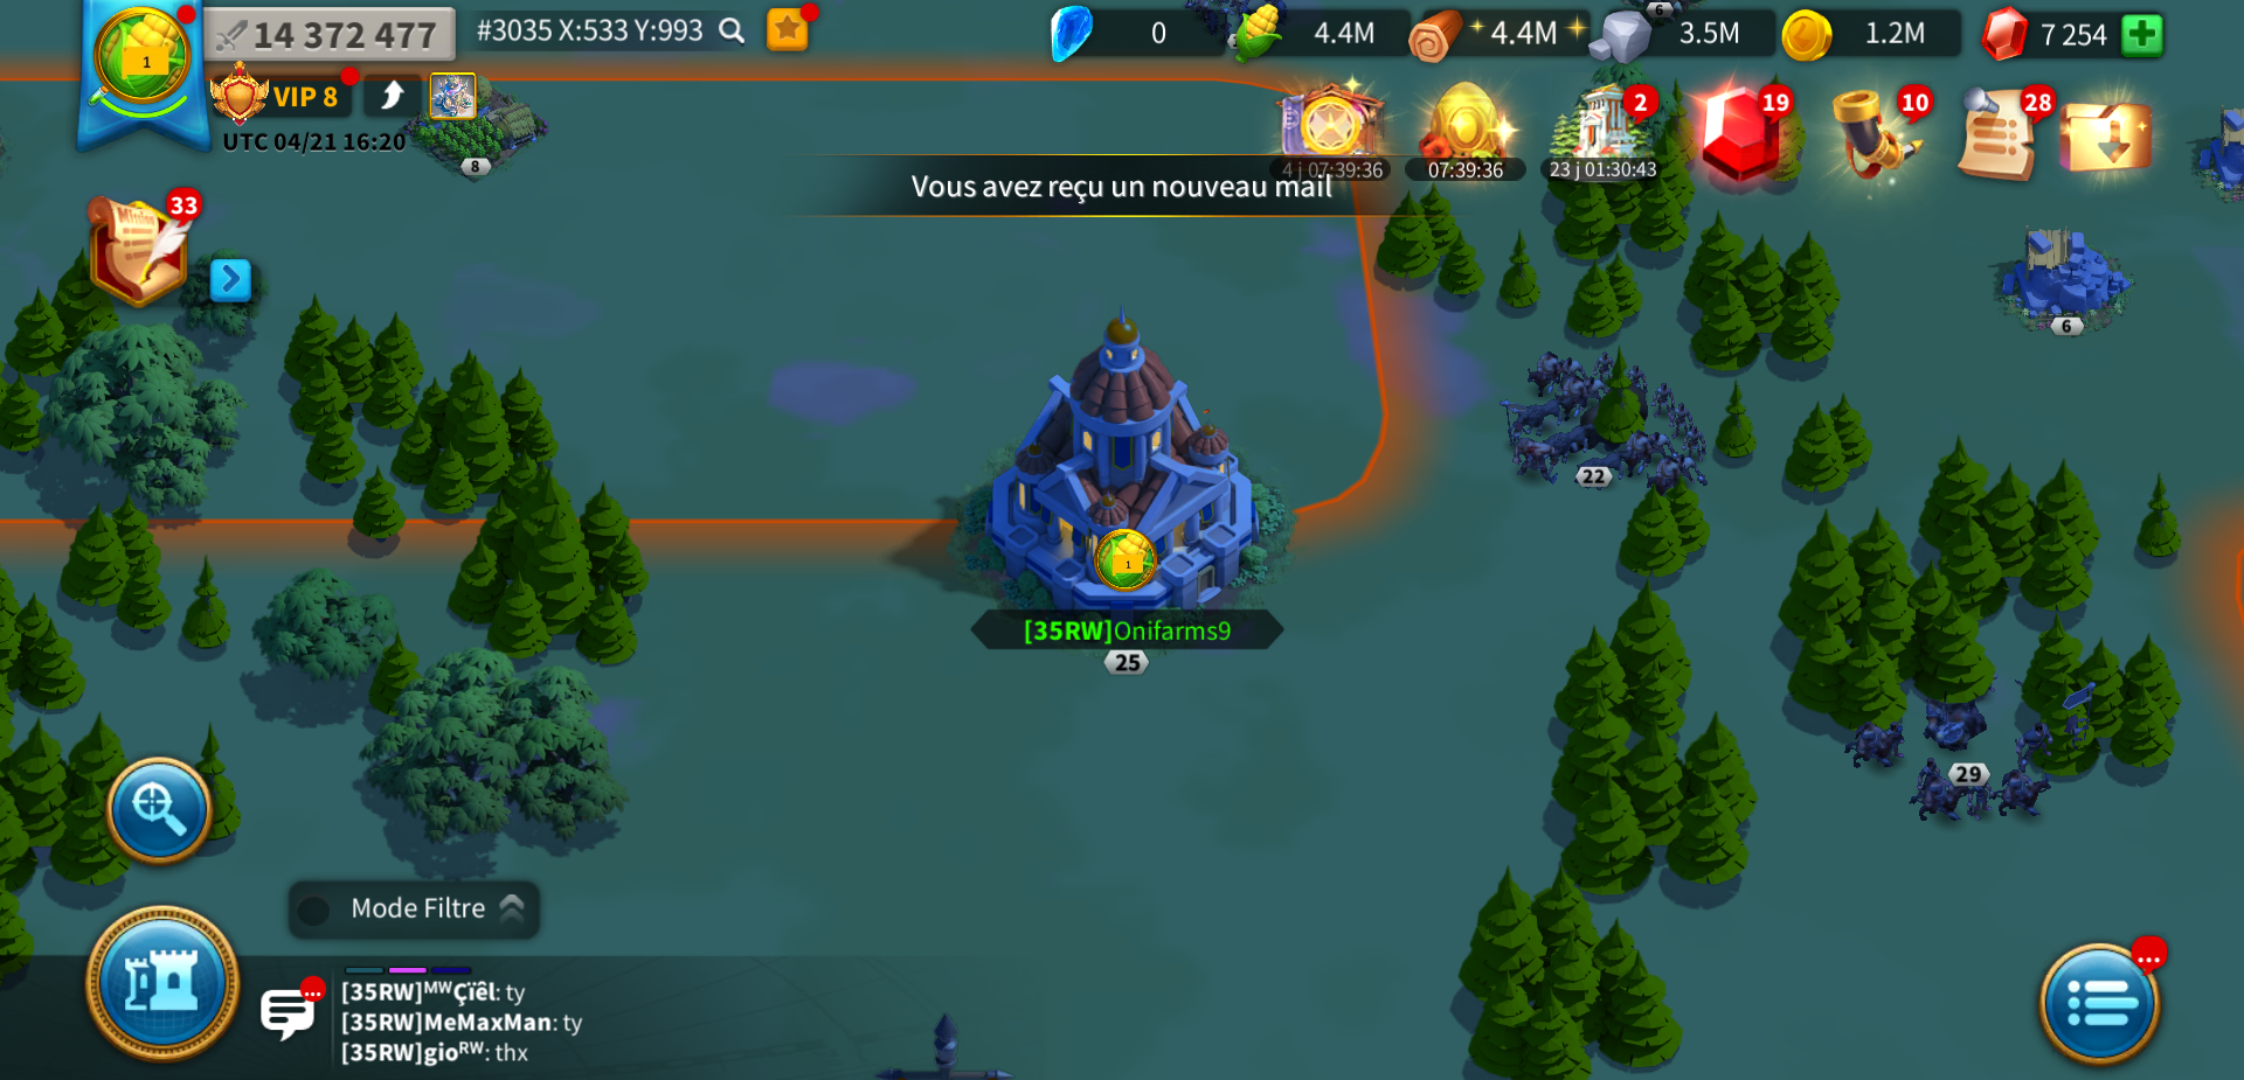 1
14 372 477
#3035 X:533 Y:993
0
4.4M
4.4M
3.5M
1.2M
7 254
6
VIP 8
UTC 04/21 16:20
8
2
19
10
28
4 j 07:39:36
07:39:36
23 j 01:30:43
Vous avez reçu un nouveau mail
Mission
33
6
22
1
[35RW]Onifarms9
25
29
Mode Filtre
[35RW]ᴹᵂÇïêl: ty
[35RW]MeMaxMan: ty
[35RW]gioᴿᵂ: thx